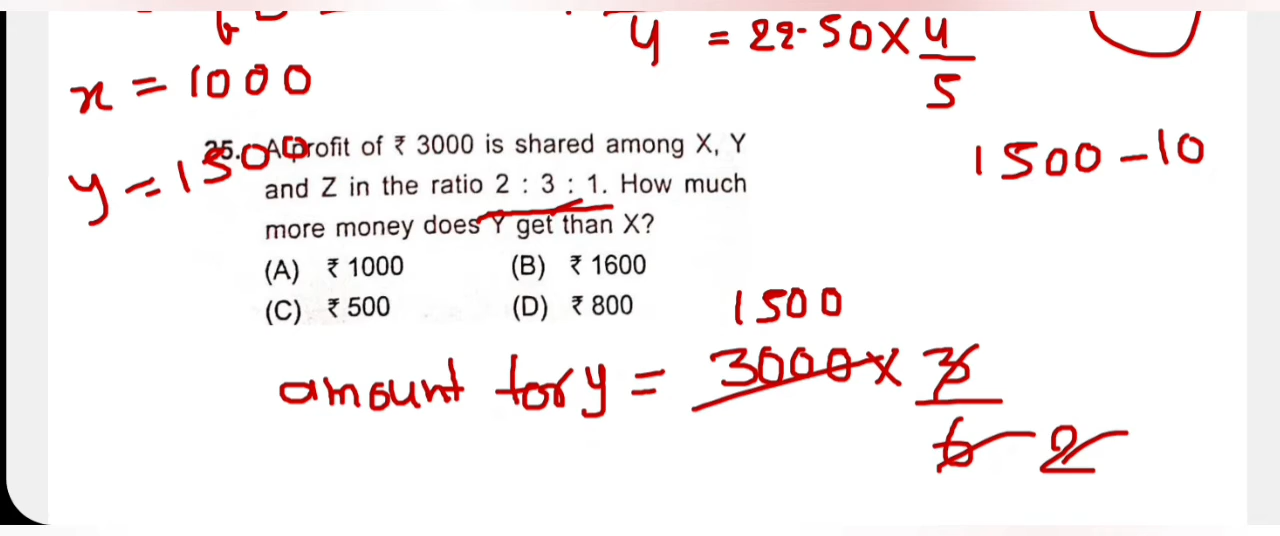 4 = 22.50 x 4
5
x = 1000
1500 - 10
y = 1500
25. A profit of ₹ 3000 is shared among X, Y
and Z in the ratio 2 : 3 : 1. How much
more money does Y get than X?
(A) ₹ 1000 (B) ₹ 1600
(C) ₹ 500 (D) ₹ 800
1500
amount for y = 3000 x 3
6 2